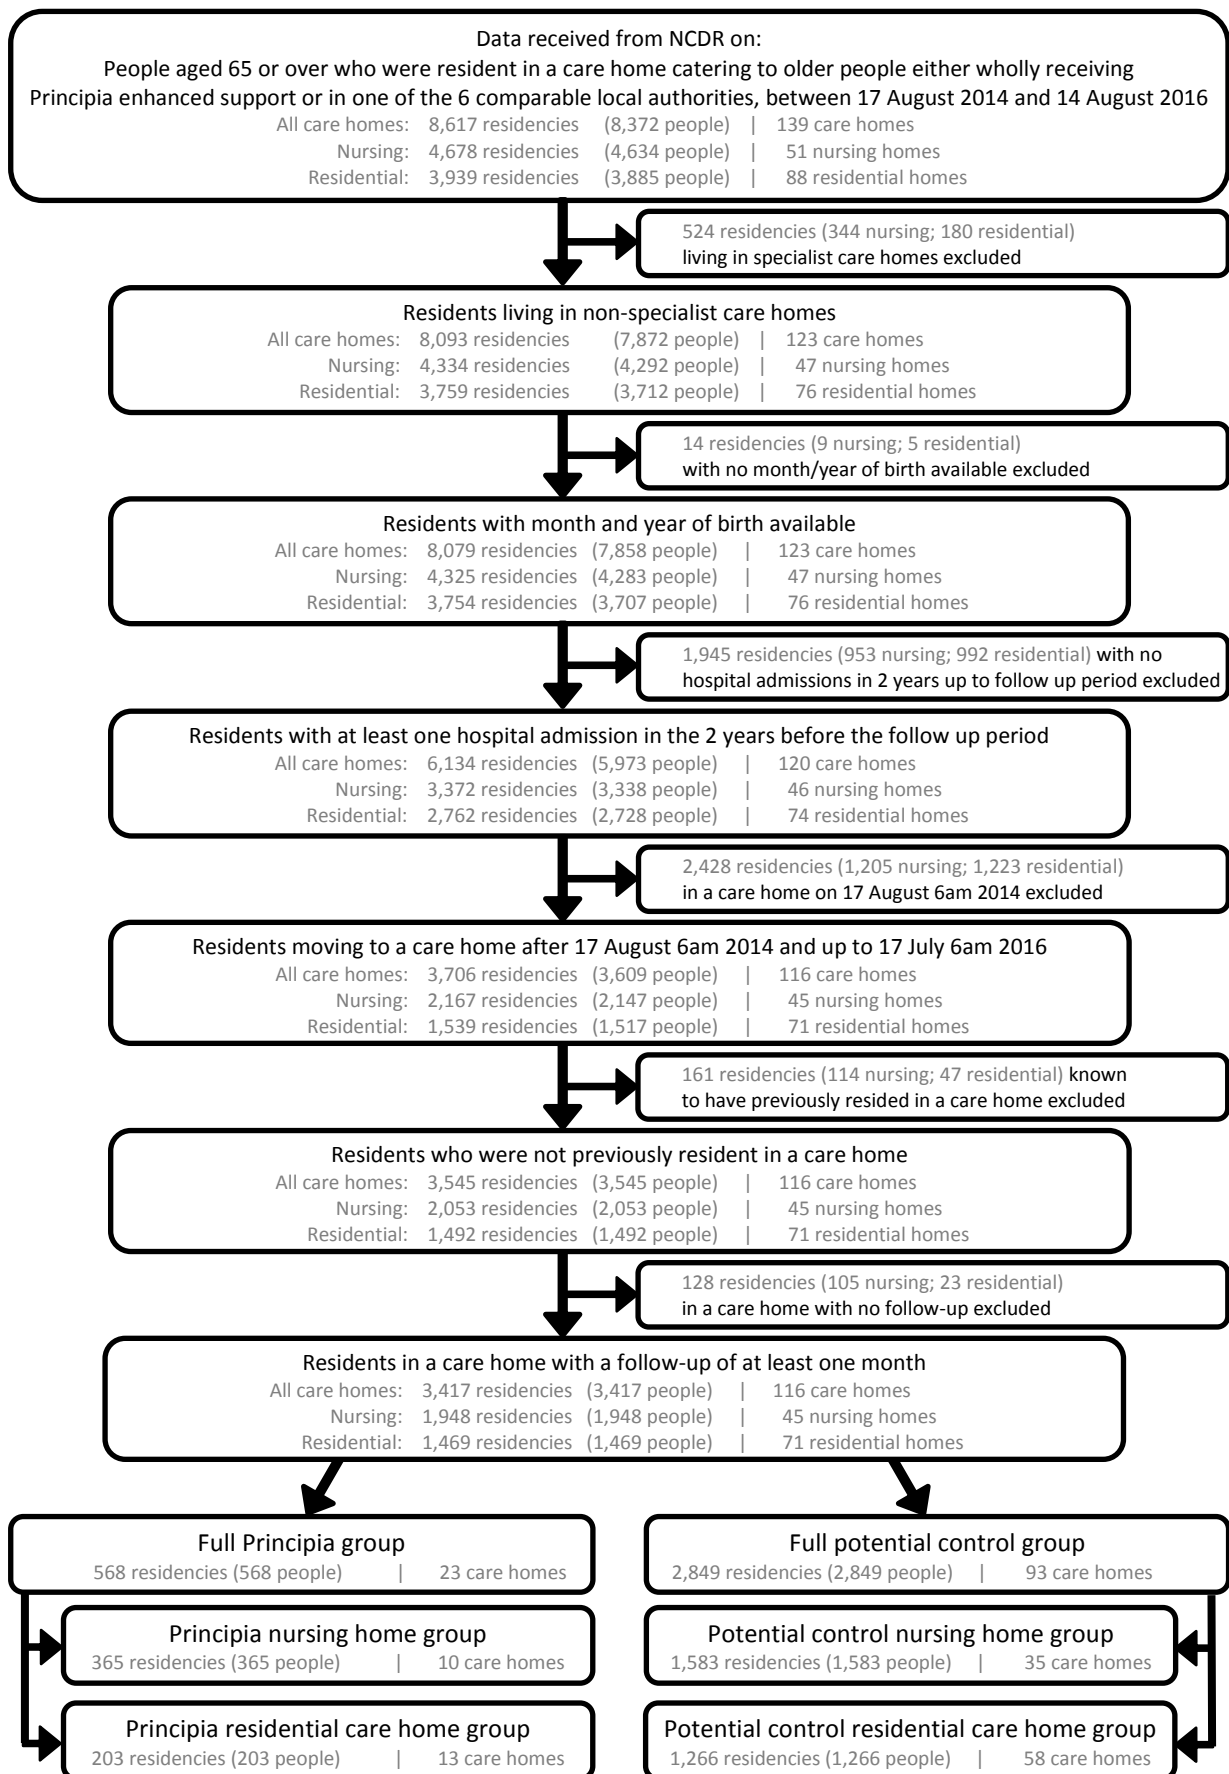 Data received from NCDR on:
People aged 65 or over who were resident in a care home catering to older people either wholly receiving
Principia enhanced support or in one of the 6 comparable local authorities, between 17 August 2014 and 14 August 2016
All care homes: 8,617 residencies (8,372 people) | 139 care homes
Nursing: 4,678 residencies (4,634 people) | 51 nursing homes
Residential: 3,939 residencies (3,885 people) | 88 residential homes
524 residencies (344 nursing; 180 residential)
living in specialist care homes excluded
Residents living in non-specialist care homes
All care homes: 8,093 residencies (7,872 people) | 123 care homes
Nursing: 4,334 residencies (4,292 people) | 47 nursing homes
Residential: 3,759 residencies (3,712 people) | 76 residential homes
14 residencies (9 nursing; 5 residential)
with no month/year of birth available excluded
Residents with month and year of birth available
All care homes: 8,079 residencies (7,858 people) | 123 care homes
Nursing: 4,325 residencies (4,283 people) | 47 nursing homes
Residential: 3,754 residencies (3,707 people) | 76 residential homes
1,945 residencies (953 nursing; 992 residential) with no
hospital admissions in 2 years up to follow up period excluded
Residents with at least one hospital admission in the 2 years before the follow up period
All care homes: 6,134 residencies (5,973 people) | 120 care homes
Nursing: 3,372 residencies (3,338 people) | 46 nursing homes
Residential: 2,762 residencies (2,728 people) | 74 residential homes
2,428 residencies (1,205 nursing; 1,223 residential)
in a care home on 17 August 6am 2014 excluded
Residents moving to a care home after 17 August 6am 2014 and up to 17 July 6am 2016
All care homes: 3,706 residencies (3,609 people) | 116 care homes
Nursing: 2,167 residencies (2,147 people) | 45 nursing homes
Residential: 1,539 residencies (1,517 people) | 71 residential homes
161 residencies (114 nursing; 47 residential) known
to have previously resided in a care home excluded
Residents who were not previously resident in a care home
All care homes: 3,545 residencies (3,545 people) | 116 care homes
Nursing: 2,053 residencies (2,053 people) | 45 nursing homes
Residential: 1,492 residencies (1,492 people) | 71 residential homes
128 residencies (105 nursing; 23 residential)
in a care home with no follow-up excluded
Residents in a care home with a follow-up of at least one month
All care homes: 3,417 residencies (3,417 people) | 116 care homes
Nursing: 1,948 residencies (1,948 people) | 45 nursing homes
Residential: 1,469 residencies (1,469 people) | 71 residential homes
Full Principia group
568 residencies (568 people) | 23 care homes
Principia nursing home group
365 residencies (365 people) | 10 care homes
Principia residential care home group
203 residencies (203 people) | 13 care homes
Full potential control group
2,849 residencies (2,849 people) | 93 care homes
Potential control nursing home group
1,583 residencies (1,583 people) | 35 care homes
Potential control residential care home group
1,266 residencies (1,266 people) | 58 care homes